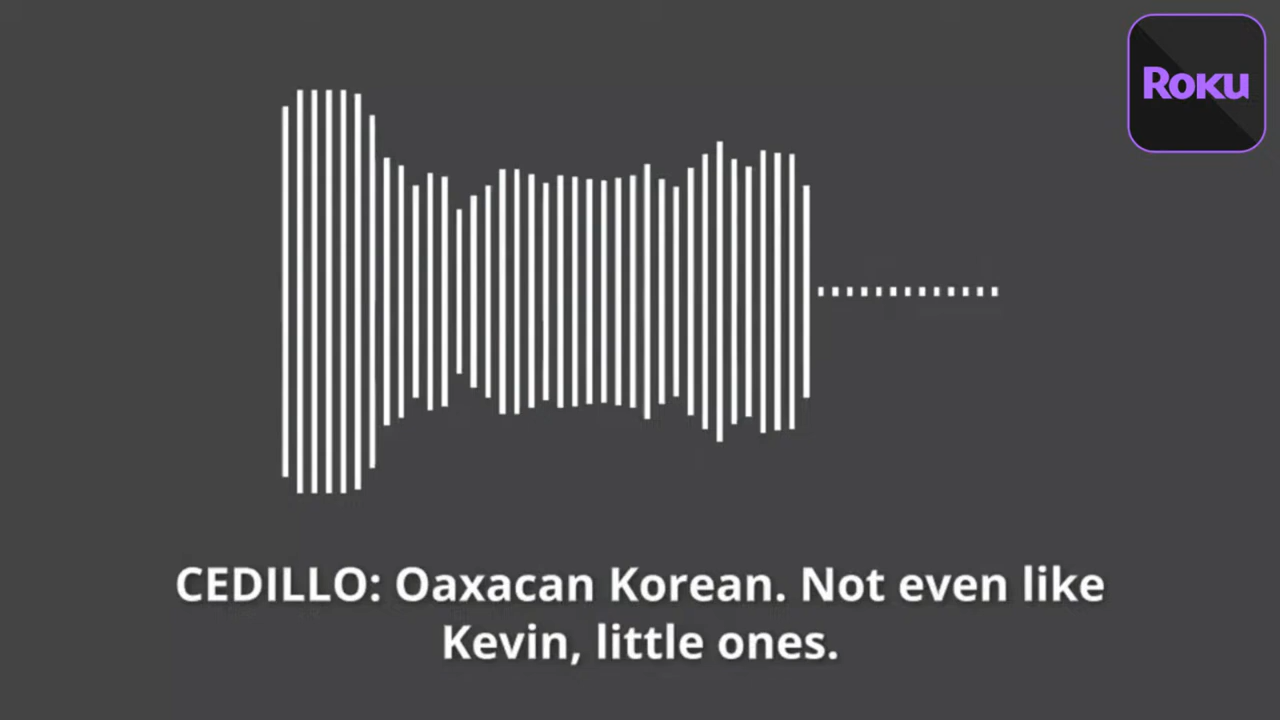 Roku
CEDILLO: Oaxacan Korean. Not even like
Kevin, little ones.